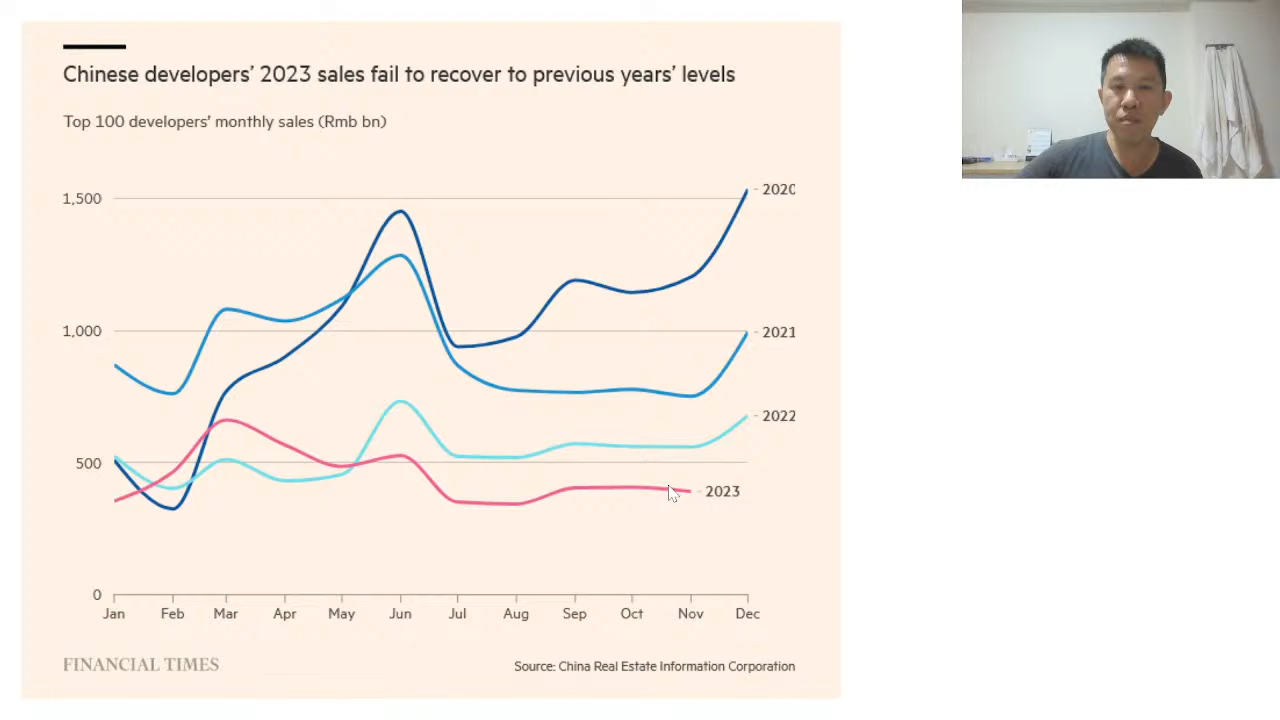 Chinese developers’ 2023 sales fail to recover to previous years’ levels
Top 100 developers’ monthly sales (Rmb bn)
2020
1,500
1,000
2021
2022
500
2023
0
Jan Feb Mar Apr May Jun Jul Aug Sep Oct Nov Dec
FINANCIAL TIMES
Source: China Real Estate Information Corporation